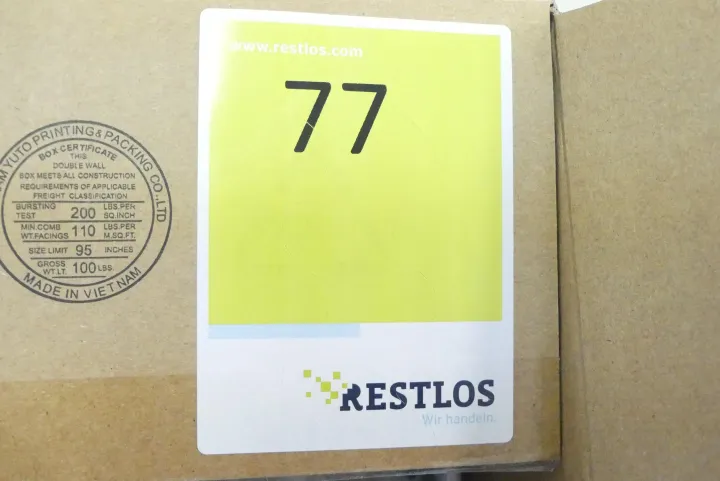 www.restlos.com
77
RESTLOS
Wir handeln.
YUTO PRINTING & PACKING CO.,LTD
BOX CERTIFICATE
THIS
DOUBLE WALL
BOX MEETS ALL CONSTRUCTION
REQUIREMENTS OF APPLICABLE
FREIGHT CLASSIFICATION
BURSTING TEST 200 LBS.PER SQ.INCH
MIN.COMB WT.FACINGS 110 LBS.PER M.SQ.FT.
SIZE LIMIT 95 INCHES
GROSS WT.LT. 100 LBS
MADE IN VIETNAM